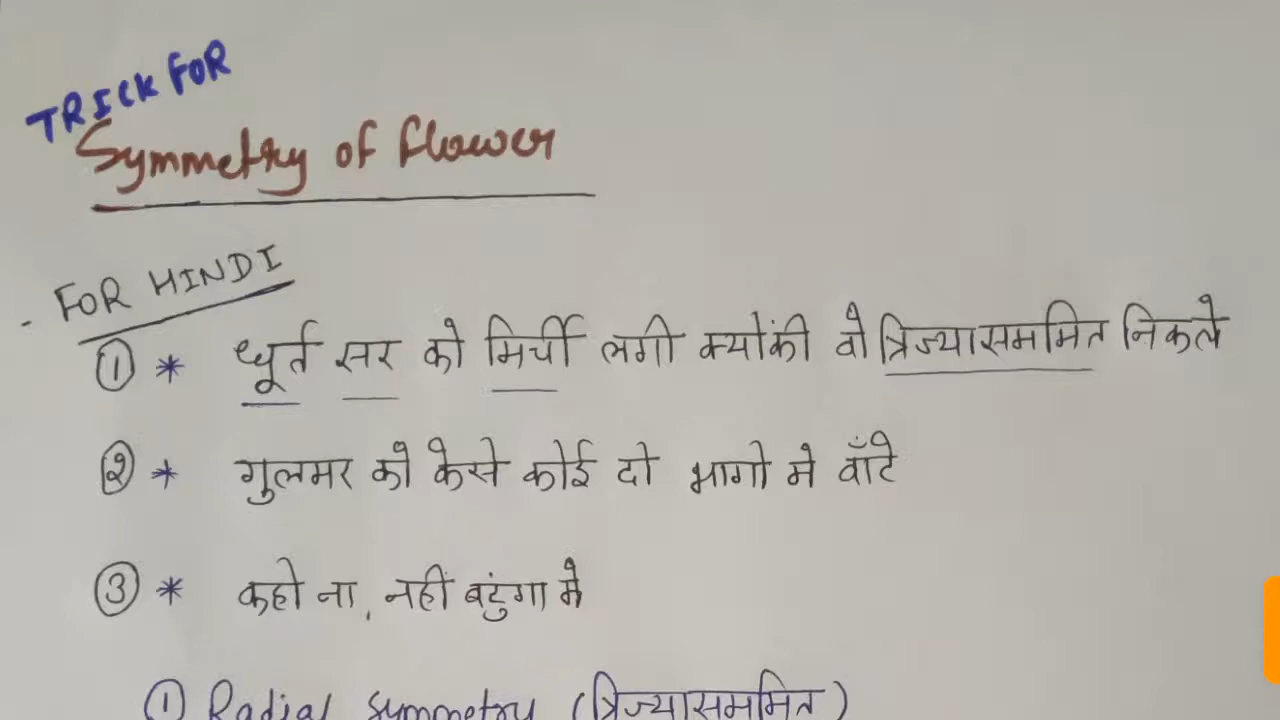 TRICK FOR
Symmetry of flower
- FOR HINDI
① * धूर्त सर को मिर्ची लगी क्योंकी वो त्रिज्यासममित निकले
② * गुलमर को केसे कोई दो भागो मे बाँटे
③ * कहो ना, नहीं बटुंगा मे
① Radial symmetry (त्रिज्यासममित)